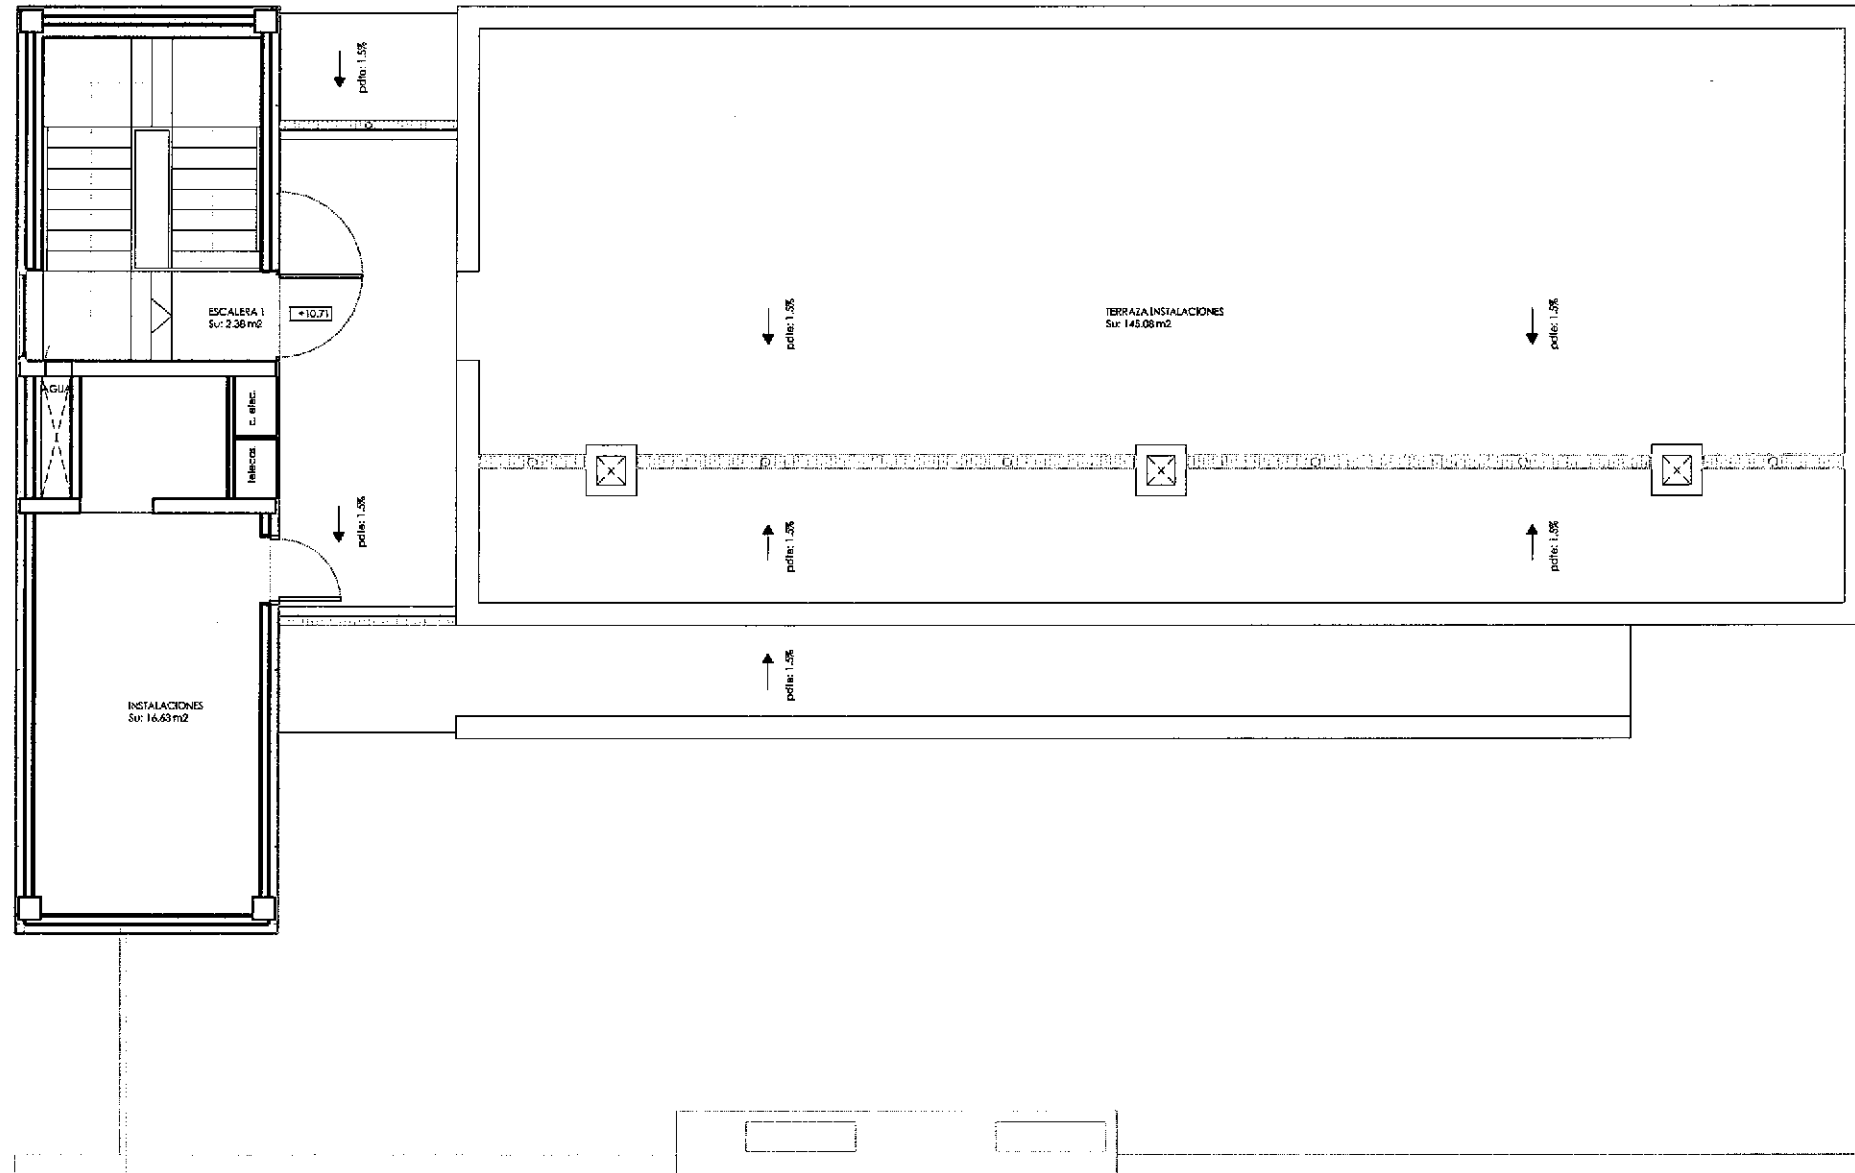 pdte: 1.5%
ESCALERA 1
Su: 2.38 m2
+10.71
pdte: 1.5%
TERRAZA INSTALACIONES
Su: 145.08 m2
pdte: 1.5%
AGUA
c. elec.
telecos.
pdte: 1.5%
pdte: 1.5%
pdte: 1.5%
pdte: 1.5%
INSTALACIONES
Su: 16.63 m2